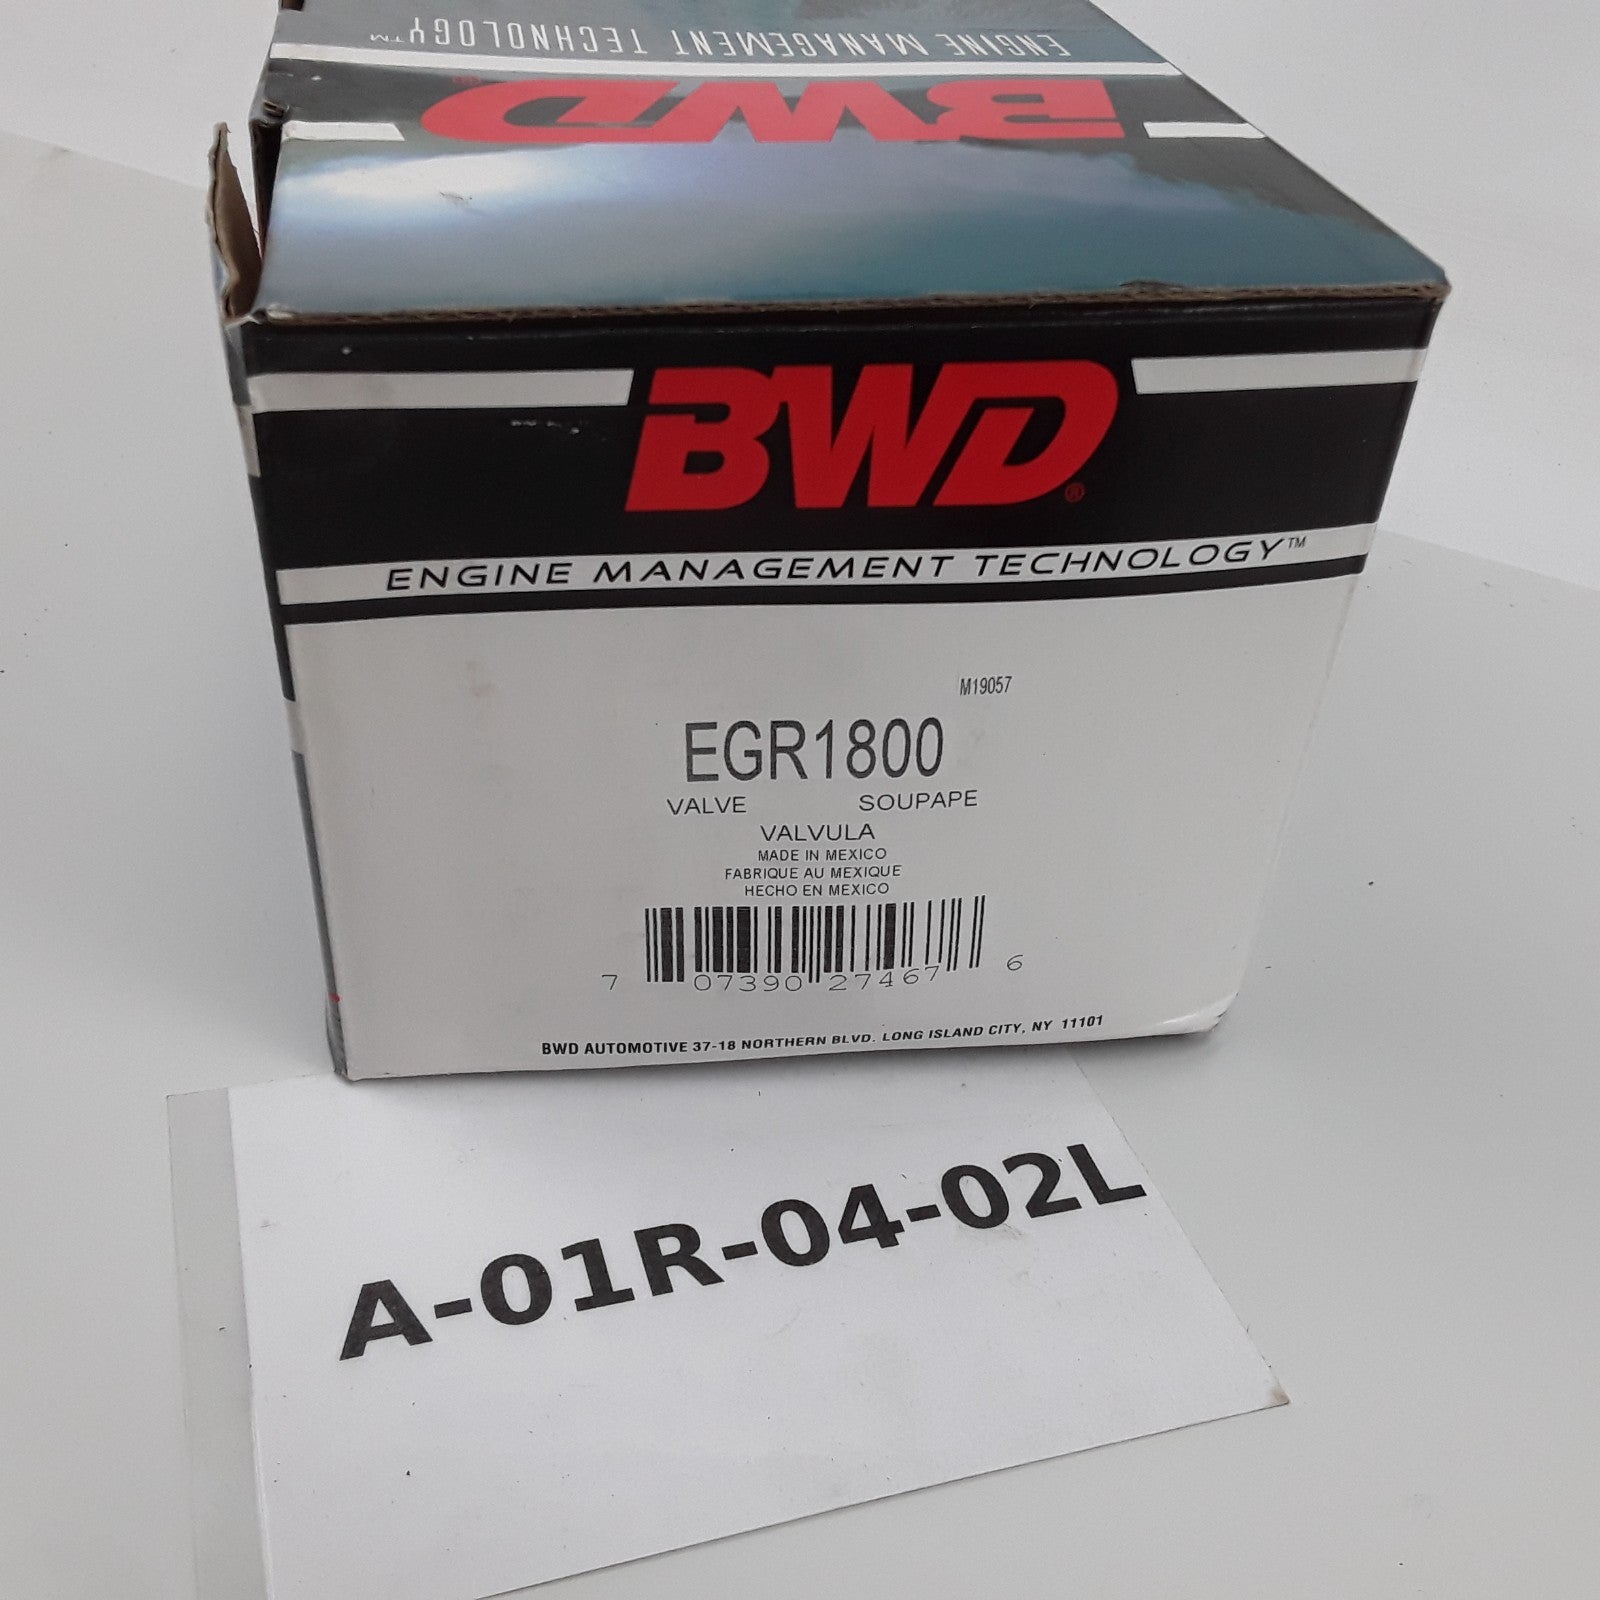 ENGINE MANAGEMENT TECHNOLOGY™
BWD
BWD®
ENGINE MANAGEMENT TECHNOLOGY™
M19057
EGR1800
VALVE SOUPAPE
VALVULA
MADE IN MEXICO
FABRIQUE AU MEXIQUE
HECHO EN MEXICO
7 07390 27467 6
BWD AUTOMOTIVE 37-18 NORTHERN BLVD. LONG ISLAND CITY, NY 11101
A-01R-04-02L